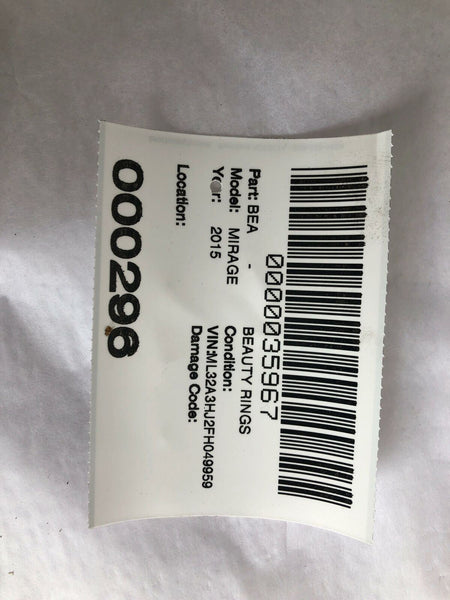 0000035967
Part: BEA - BEAUTY RINGS
Model: MIRAGE Condition:
Year: 2015 VIN:ML32A3HJ2FH049959
Damage Code:
Location:
000296